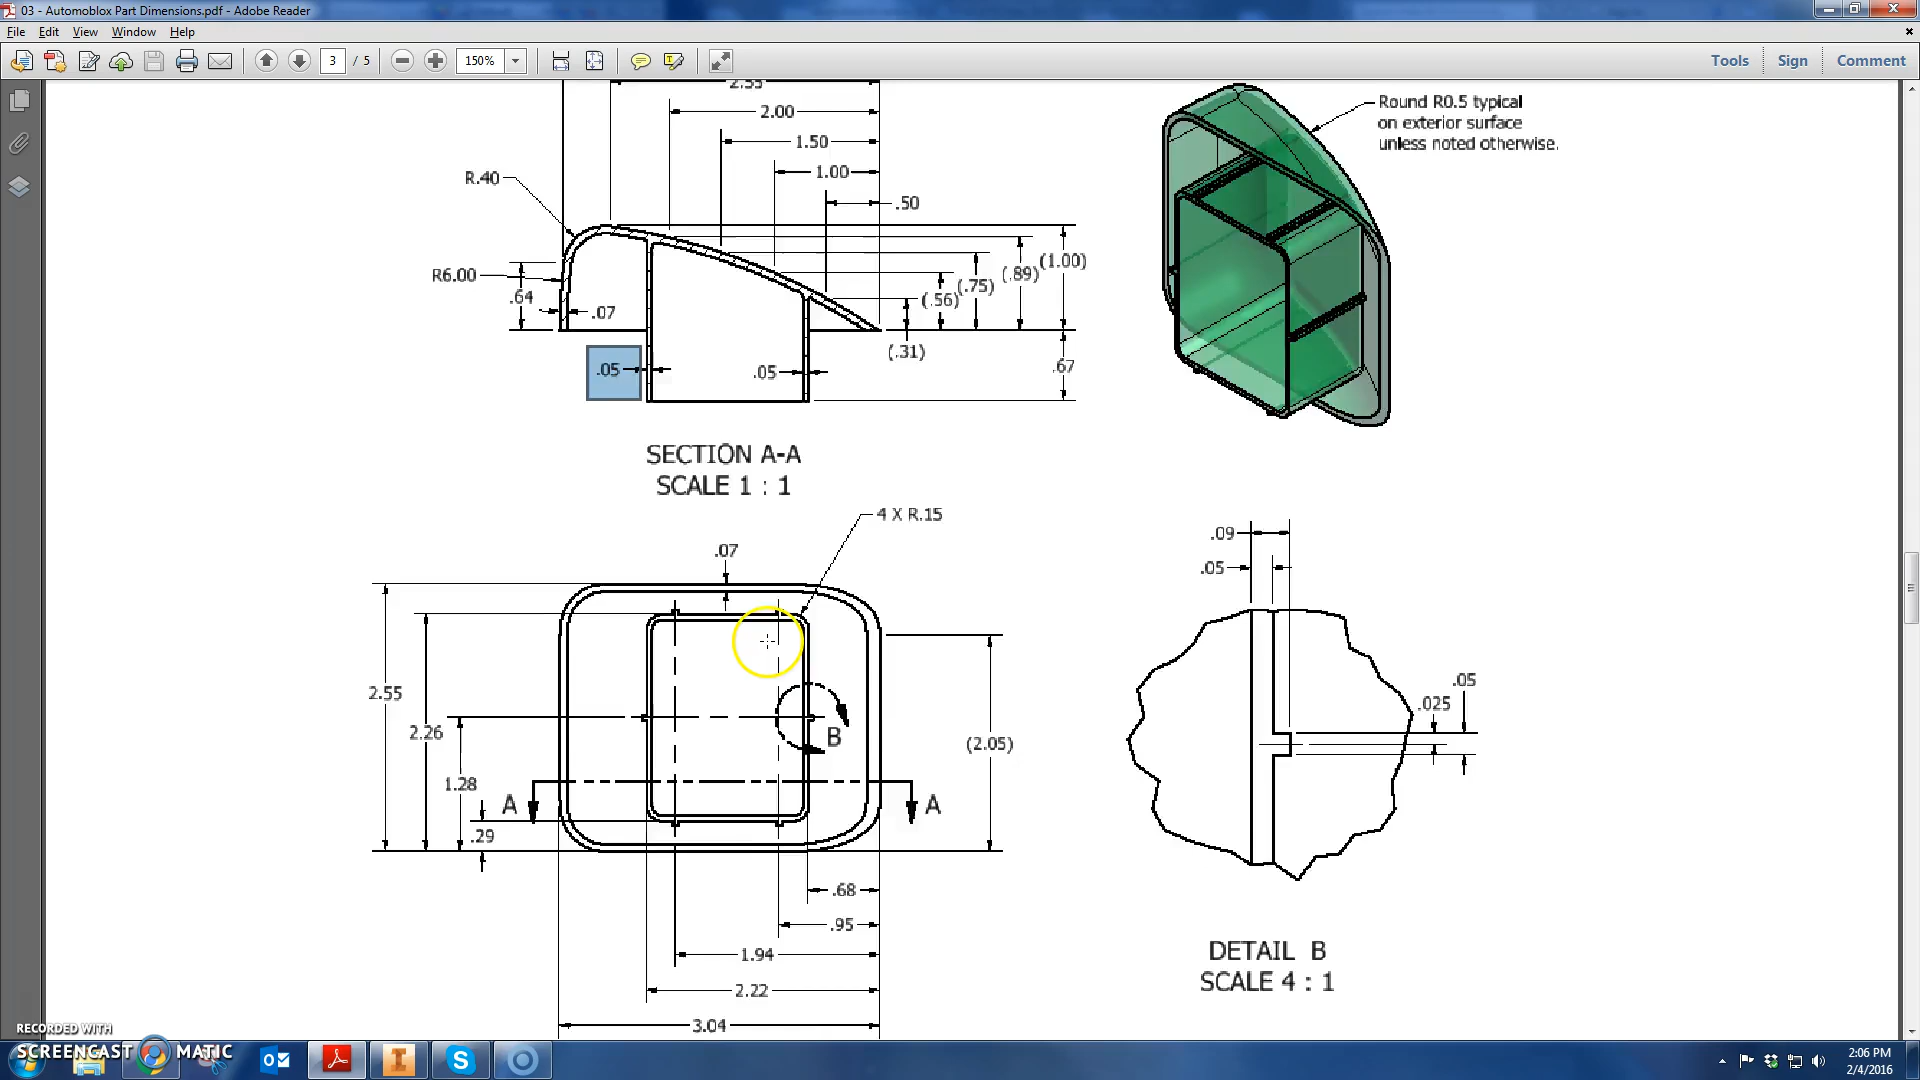 03 - Automoblox Part Dimensions.pdf - Adobe Reader
File Edit View Window Help
3 / 5 150% Tools Sign Comment
2.55
2.00
1.50
1.00
.50
R.40
R6.00
.64
.07
(.31)
(.56)
(.75)
(.89)
(1.00)
.67
.05
.05
SECTION A-A
SCALE 1 : 1
Round R0.5 typical
on exterior surface
unless noted otherwise.
4 X R.15
.07
2.55
2.26
1.28
.29
A
A
B
(2.05)
.68
.95
1.94
2.22
3.04
.09
.05
.05
.025
DETAIL B
SCALE 4 : 1
RECORDED WITH
SCREENCAST MATIC
2:06 PM
2/4/2016